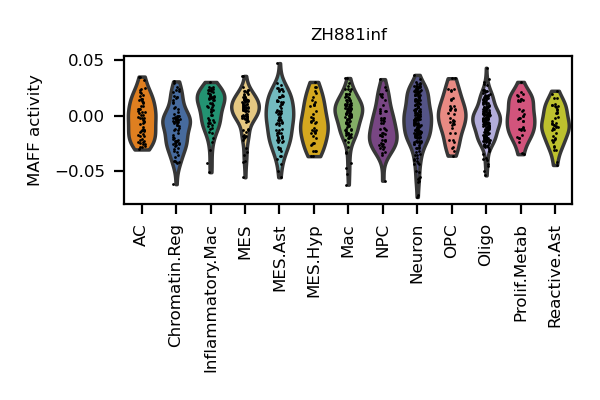 ZH881inf
MAFF activity
0.05
0.00
−0.05
AC
Chromatin.Reg
Inflammatory.Mac
MES
MES.Ast
MES.Hyp
Mac
NPC
Neuron
OPC
Oligo
Prolif.Metab
Reactive.Ast